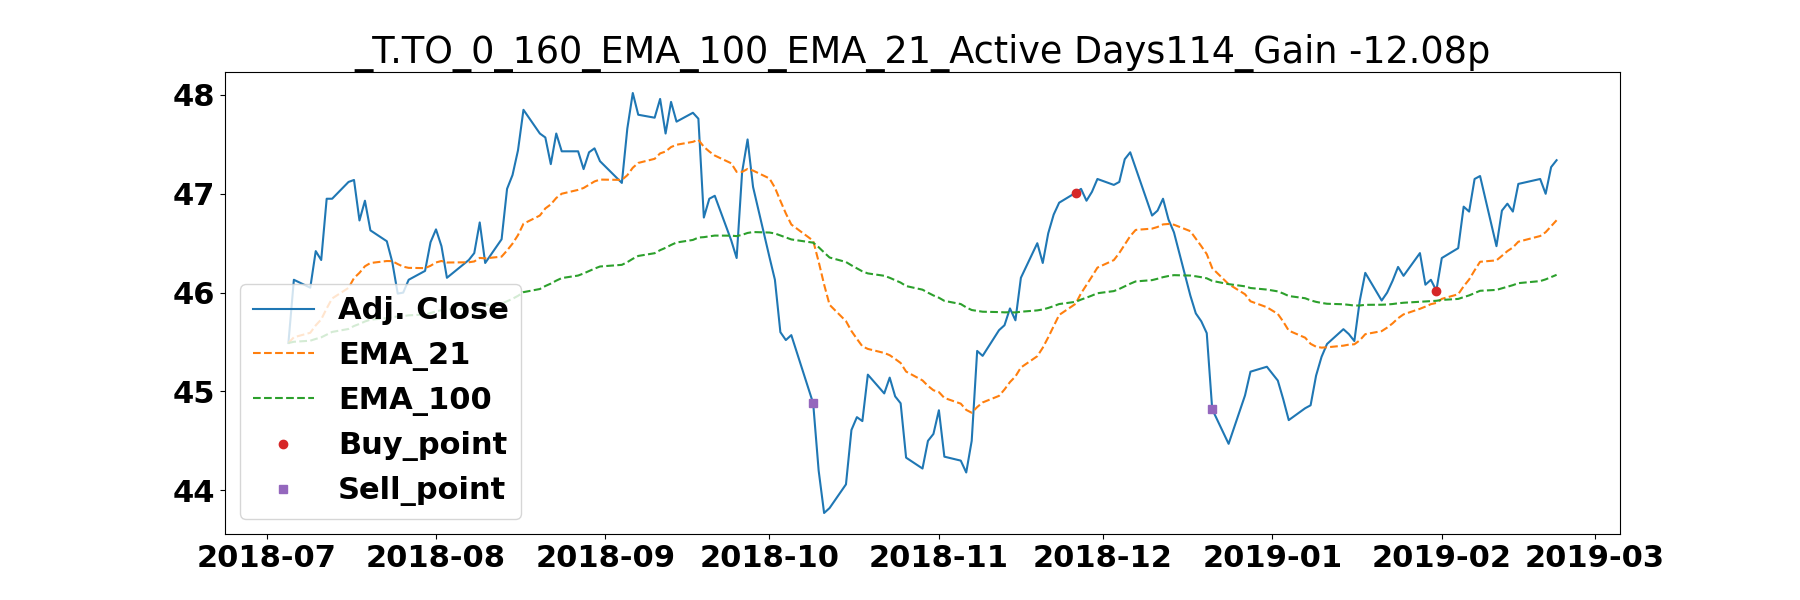 _T.TO_0_160_EMA_100_EMA_21_Active Days114_Gain -12.08p
48
47
46
45
44
Adj. Close
EMA_21
EMA_100
Buy_point
Sell_point
2018-07 2018-08 2018-09 2018-10 2018-11 2018-12 2019-01 2019-02 2019-03